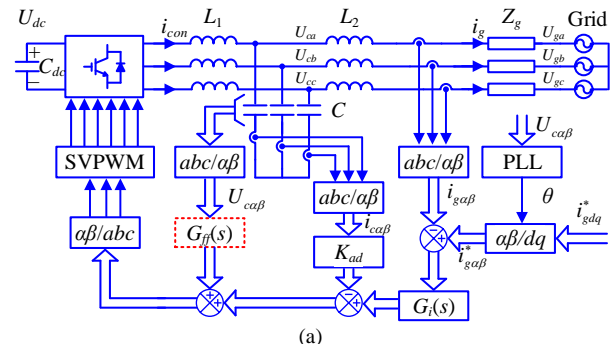 U_dc
i_con
L_1
L_2
i_g
Z_g
Grid
U_ca
U_ga
+
C_dc
−
U_cb
U_gb
U_cc
U_gc
C
U_cαβ
SVPWM
abc/αβ
abc/αβ
PLL
U_cαβ
abc/αβ
i_gαβ
θ
i*_gdq
αβ/abc
G_ff(s)
i_cαβ
−
+
αβ/dq
K_ad
i*_gαβ
+
+
−
+
G_i(s)
(a)